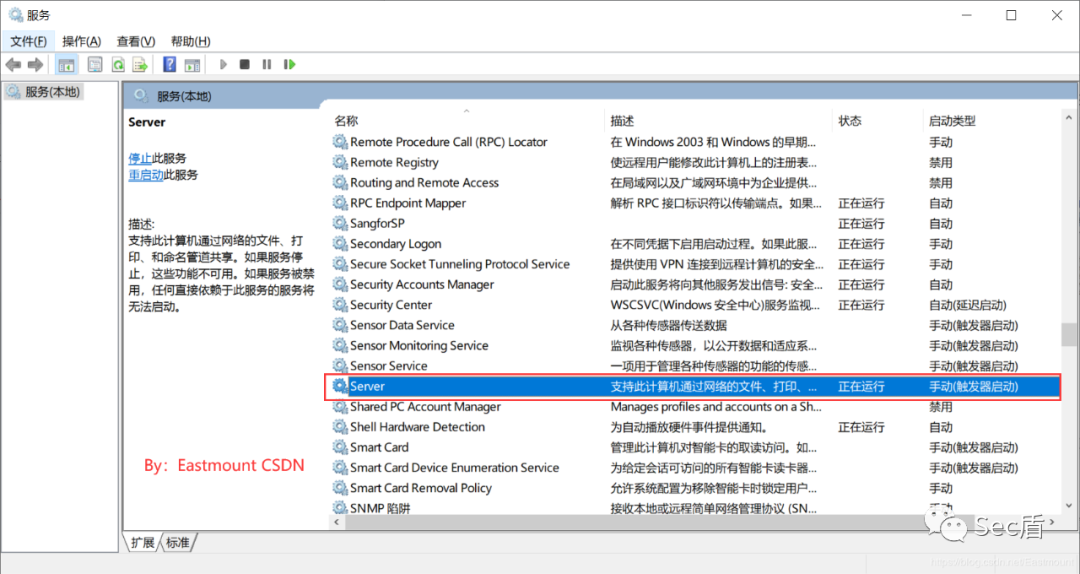 服务
文件(F) 操作(A) 查看(V) 帮助(H)
服务(本地)
服务(本地)
Server
停止此服务
重启动此服务
描述:
支持此计算机通过网络的文件、打
印、和命名管道共享。如果服务停
止，这些功能不可用。如果服务被禁
用，任何直接依赖于此服务的服务将
无法启动。
名称 描述 状态 启动类型
Remote Procedure Call (RPC) Locator 在 Windows 2003 和 Windows 的早期... 手动
Remote Registry 使远程用户能修改此计算机上的注册表... 禁用
Routing and Remote Access 在局域网以及广域网环境中为企业提供... 禁用
RPC Endpoint Mapper 解析 RPC 接口标识符以传输端点。如果... 正在运行 自动
SangforSP 正在运行 自动
Secondary Logon 在不同凭据下启用启动过程。如果此服... 正在运行 手动
Secure Socket Tunneling Protocol Service 提供使用 VPN 连接到远程计算机的安全... 正在运行 手动
Security Accounts Manager 启动此服务将向其他服务发出信号: 安全... 正在运行 自动
Security Center WSCSVC(Windows 安全中心)服务监视... 正在运行 自动(延迟启动)
Sensor Data Service 从各种传感器传送数据 手动(触发器启动)
Sensor Monitoring Service 监视各种传感器，以公开数据和适应系... 手动(触发器启动)
Sensor Service 一项用于管理各种传感器的功能的传感... 手动(触发器启动)
Server 支持此计算机通过网络的文件、打印、... 正在运行 手动(触发器启动)
Shared PC Account Manager Manages profiles and accounts on a Sh... 禁用
Shell Hardware Detection 为自动播放硬件事件提供通知。 正在运行 自动
Smart Card 管理此计算机对智能卡的取读访问。如... 手动(触发器启动)
Smart Card Device Enumeration Service 为给定会话可访问的所有智能卡读卡器... 手动(触发器启动)
Smart Card Removal Policy 允许系统配置为移除智能卡时锁定用户... 手动
SNMP 陷阱 接收本地或远程简单网络管理协议 (SN... 手动
By：Eastmount CSDN
扩展 标准
Sec盾